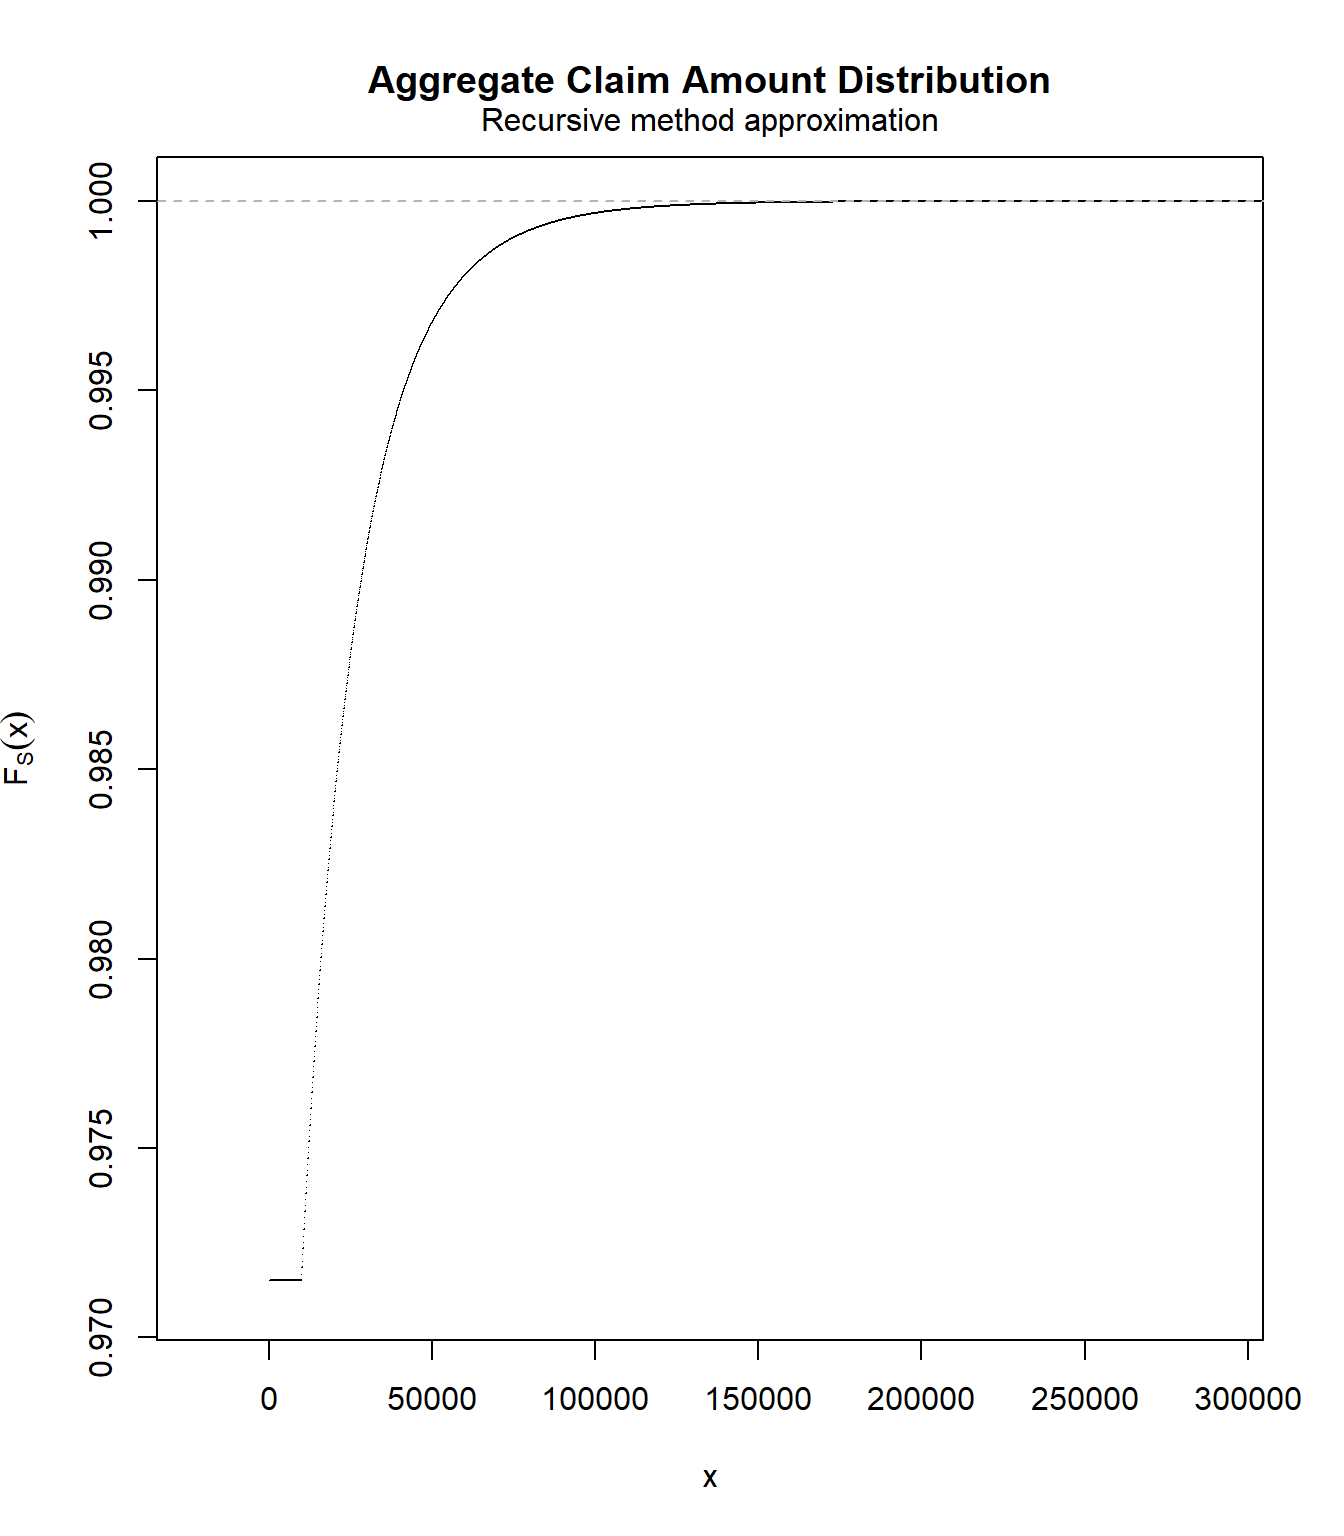 Aggregate Claim Amount Distribution
Recursive method approximation
1.000
0.995
0.990
0.985
0.980
0.975
0.970
F_S(x)
0 50000 100000 150000 200000 250000 300000
x